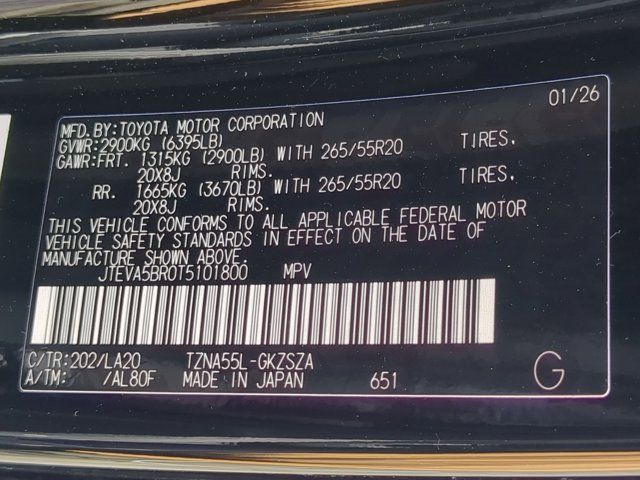 01/26
MFD.BY:TOYOTA MOTOR CORPORATION
GVWR:2900KG (6395LB)
GAWR:FRT. 1315KG (2900LB) WITH 265/55R20 TIRES,
20X8J RIMS.
RR. 1665KG (3670LB) WITH 265/55R20 TIRES,
20X8J RIMS.
THIS VEHICLE CONFORMS TO ALL APPLICABLE FEDERAL MOTOR
VEHICLE SAFETY STANDARDS IN EFFECT ON THE DATE OF
MANUFACTURE SHOWN ABOVE.
JTEVA5BR0T5101800 MPV
C/TR:202/LA20 TZNA55L-GKZSZA
A/TM: /AL80F MADE IN JAPAN 651 G